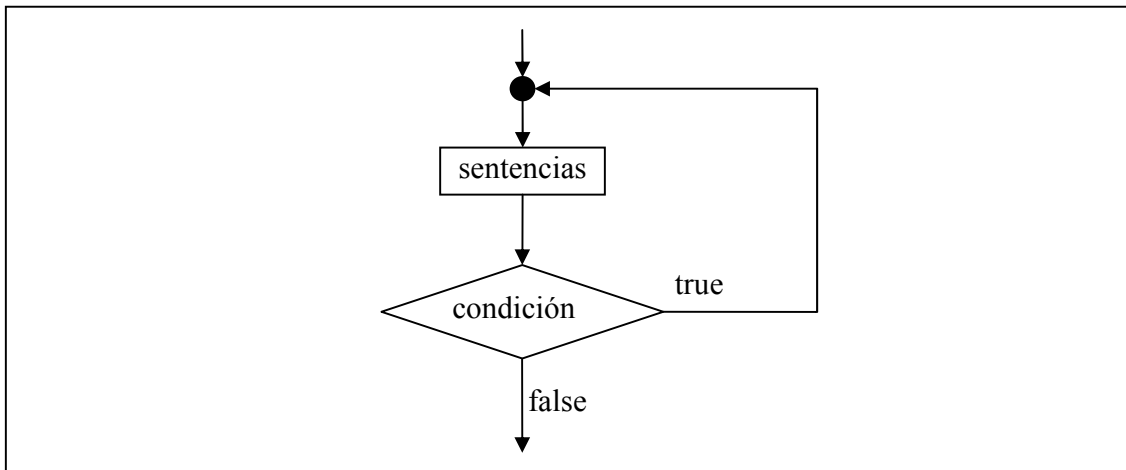 sentencias
true
condición
false